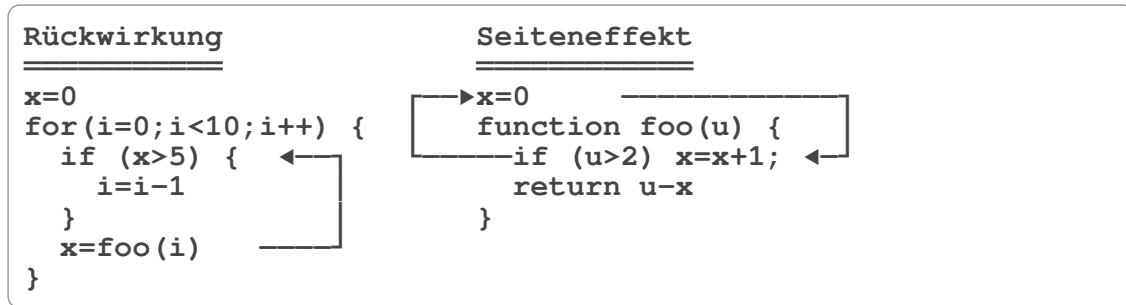 Rückwirkung Seiteneffekt
x=0 x=0
for(i=0;i<10;i++) { function foo(u) {
if (x>5) { if (u>2) x=x+1;
i=i-1 return u-x
} }
x=foo(i)
}